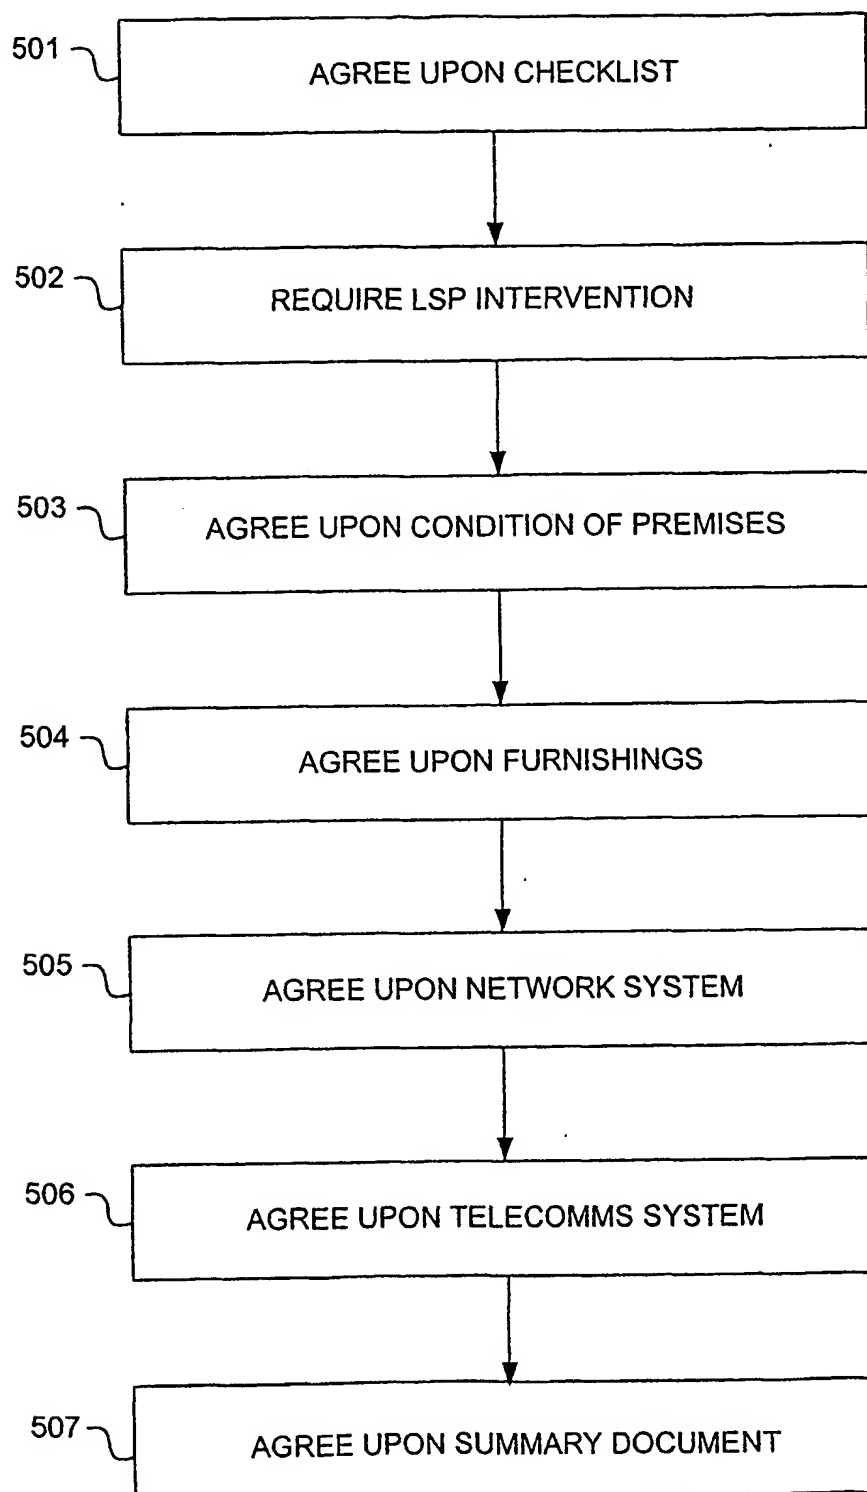 501 AGREE UPON CHECKLIST
502 REQUIRE LSP INTERVENTION
503 AGREE UPON CONDITION OF PREMISES
504 AGREE UPON FURNISHINGS
505 AGREE UPON NETWORK SYSTEM
506 AGREE UPON TELECOMMS SYSTEM
507 AGREE UPON SUMMARY DOCUMENT